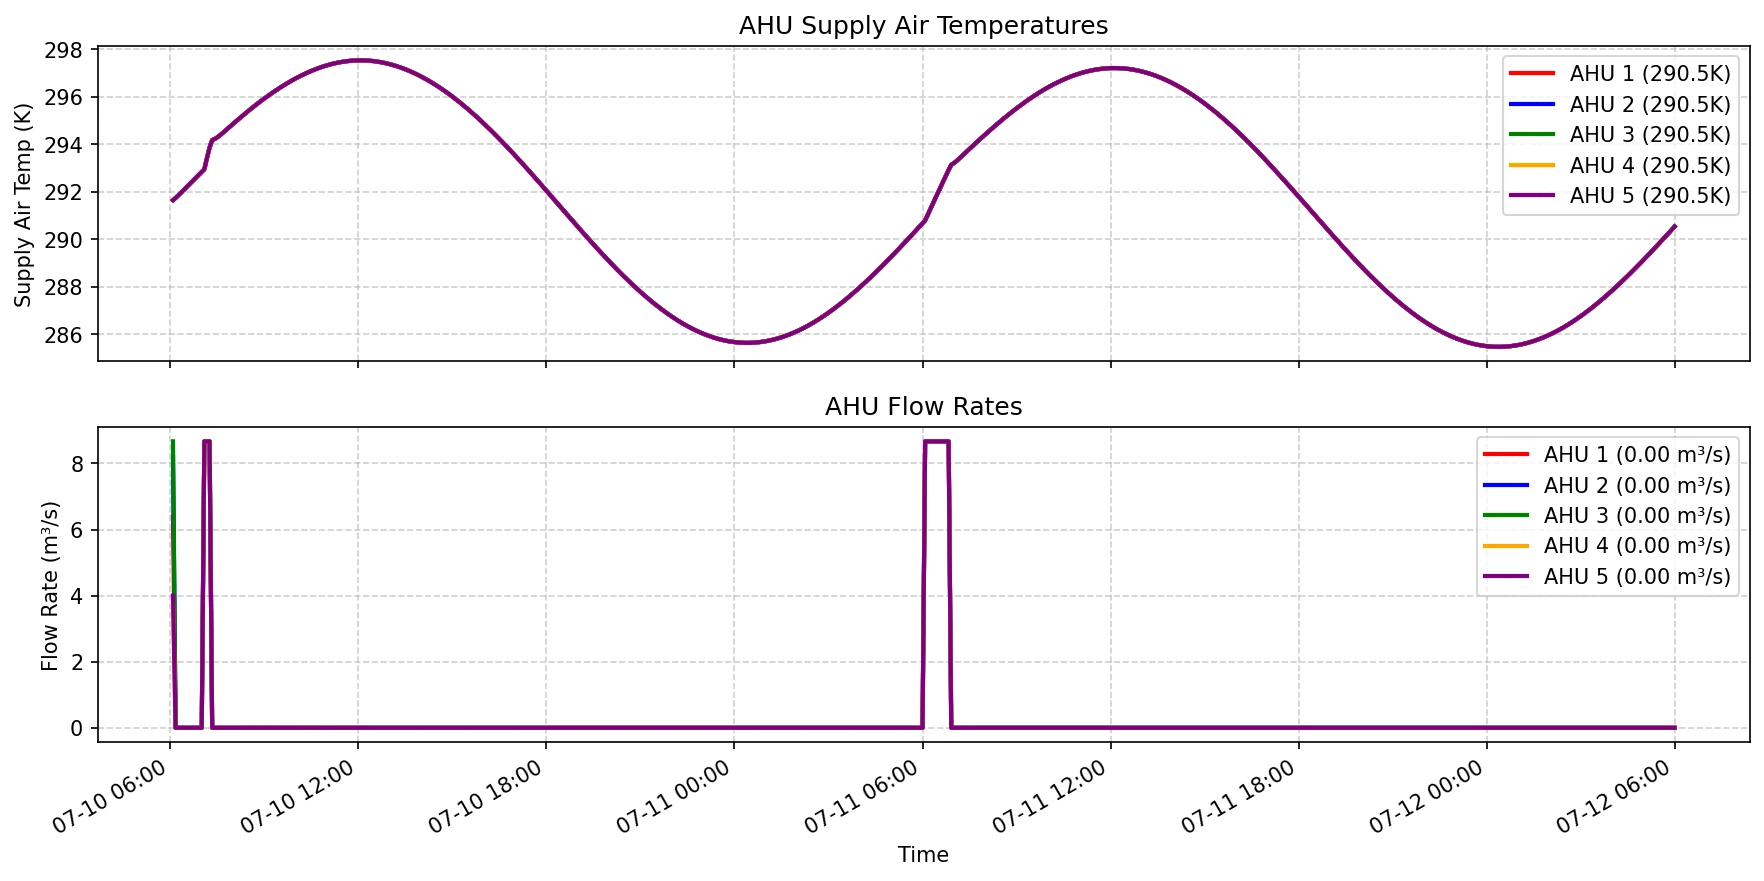 AHU Supply Air Temperatures
Supply Air Temp (K)
298
296
294
292
290
288
286
AHU 1 (290.5K)
AHU 2 (290.5K)
AHU 3 (290.5K)
AHU 4 (290.5K)
AHU 5 (290.5K)
AHU Flow Rates
Flow Rate (m³/s)
8
6
4
2
0
AHU 1 (0.00 m³/s)
AHU 2 (0.00 m³/s)
AHU 3 (0.00 m³/s)
AHU 4 (0.00 m³/s)
AHU 5 (0.00 m³/s)
07-10 06:00
07-10 12:00
07-10 18:00
07-11 00:00
07-11 06:00
07-11 12:00
07-11 18:00
07-12 00:00
07-12 06:00
Time